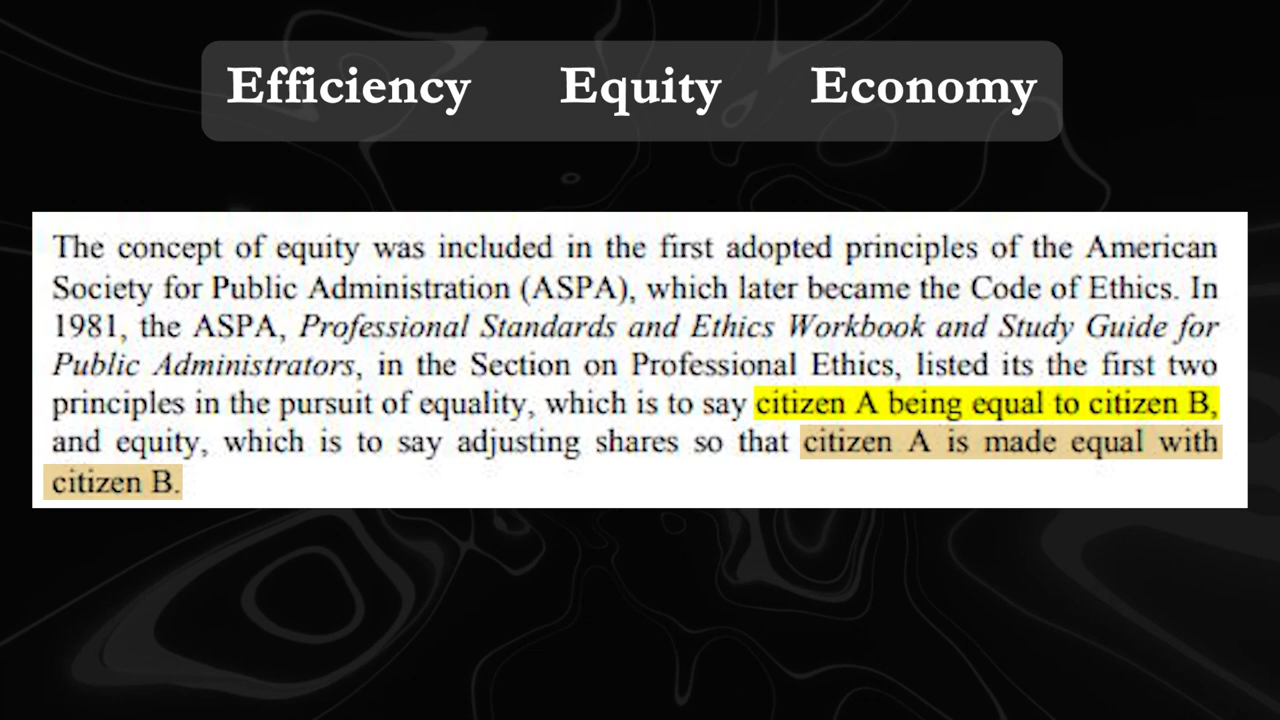 Efficiency Equity Economy
The concept of equity was included in the first adopted principles of the American
Society for Public Administration (ASPA), which later became the Code of Ethics. In
1981, the ASPA, Professional Standards and Ethics Workbook and Study Guide for
Public Administrators, in the Section on Professional Ethics, listed its the first two
principles in the pursuit of equality, which is to say citizen A being equal to citizen B,
and equity, which is to say adjusting shares so that citizen A is made equal with
citizen B.